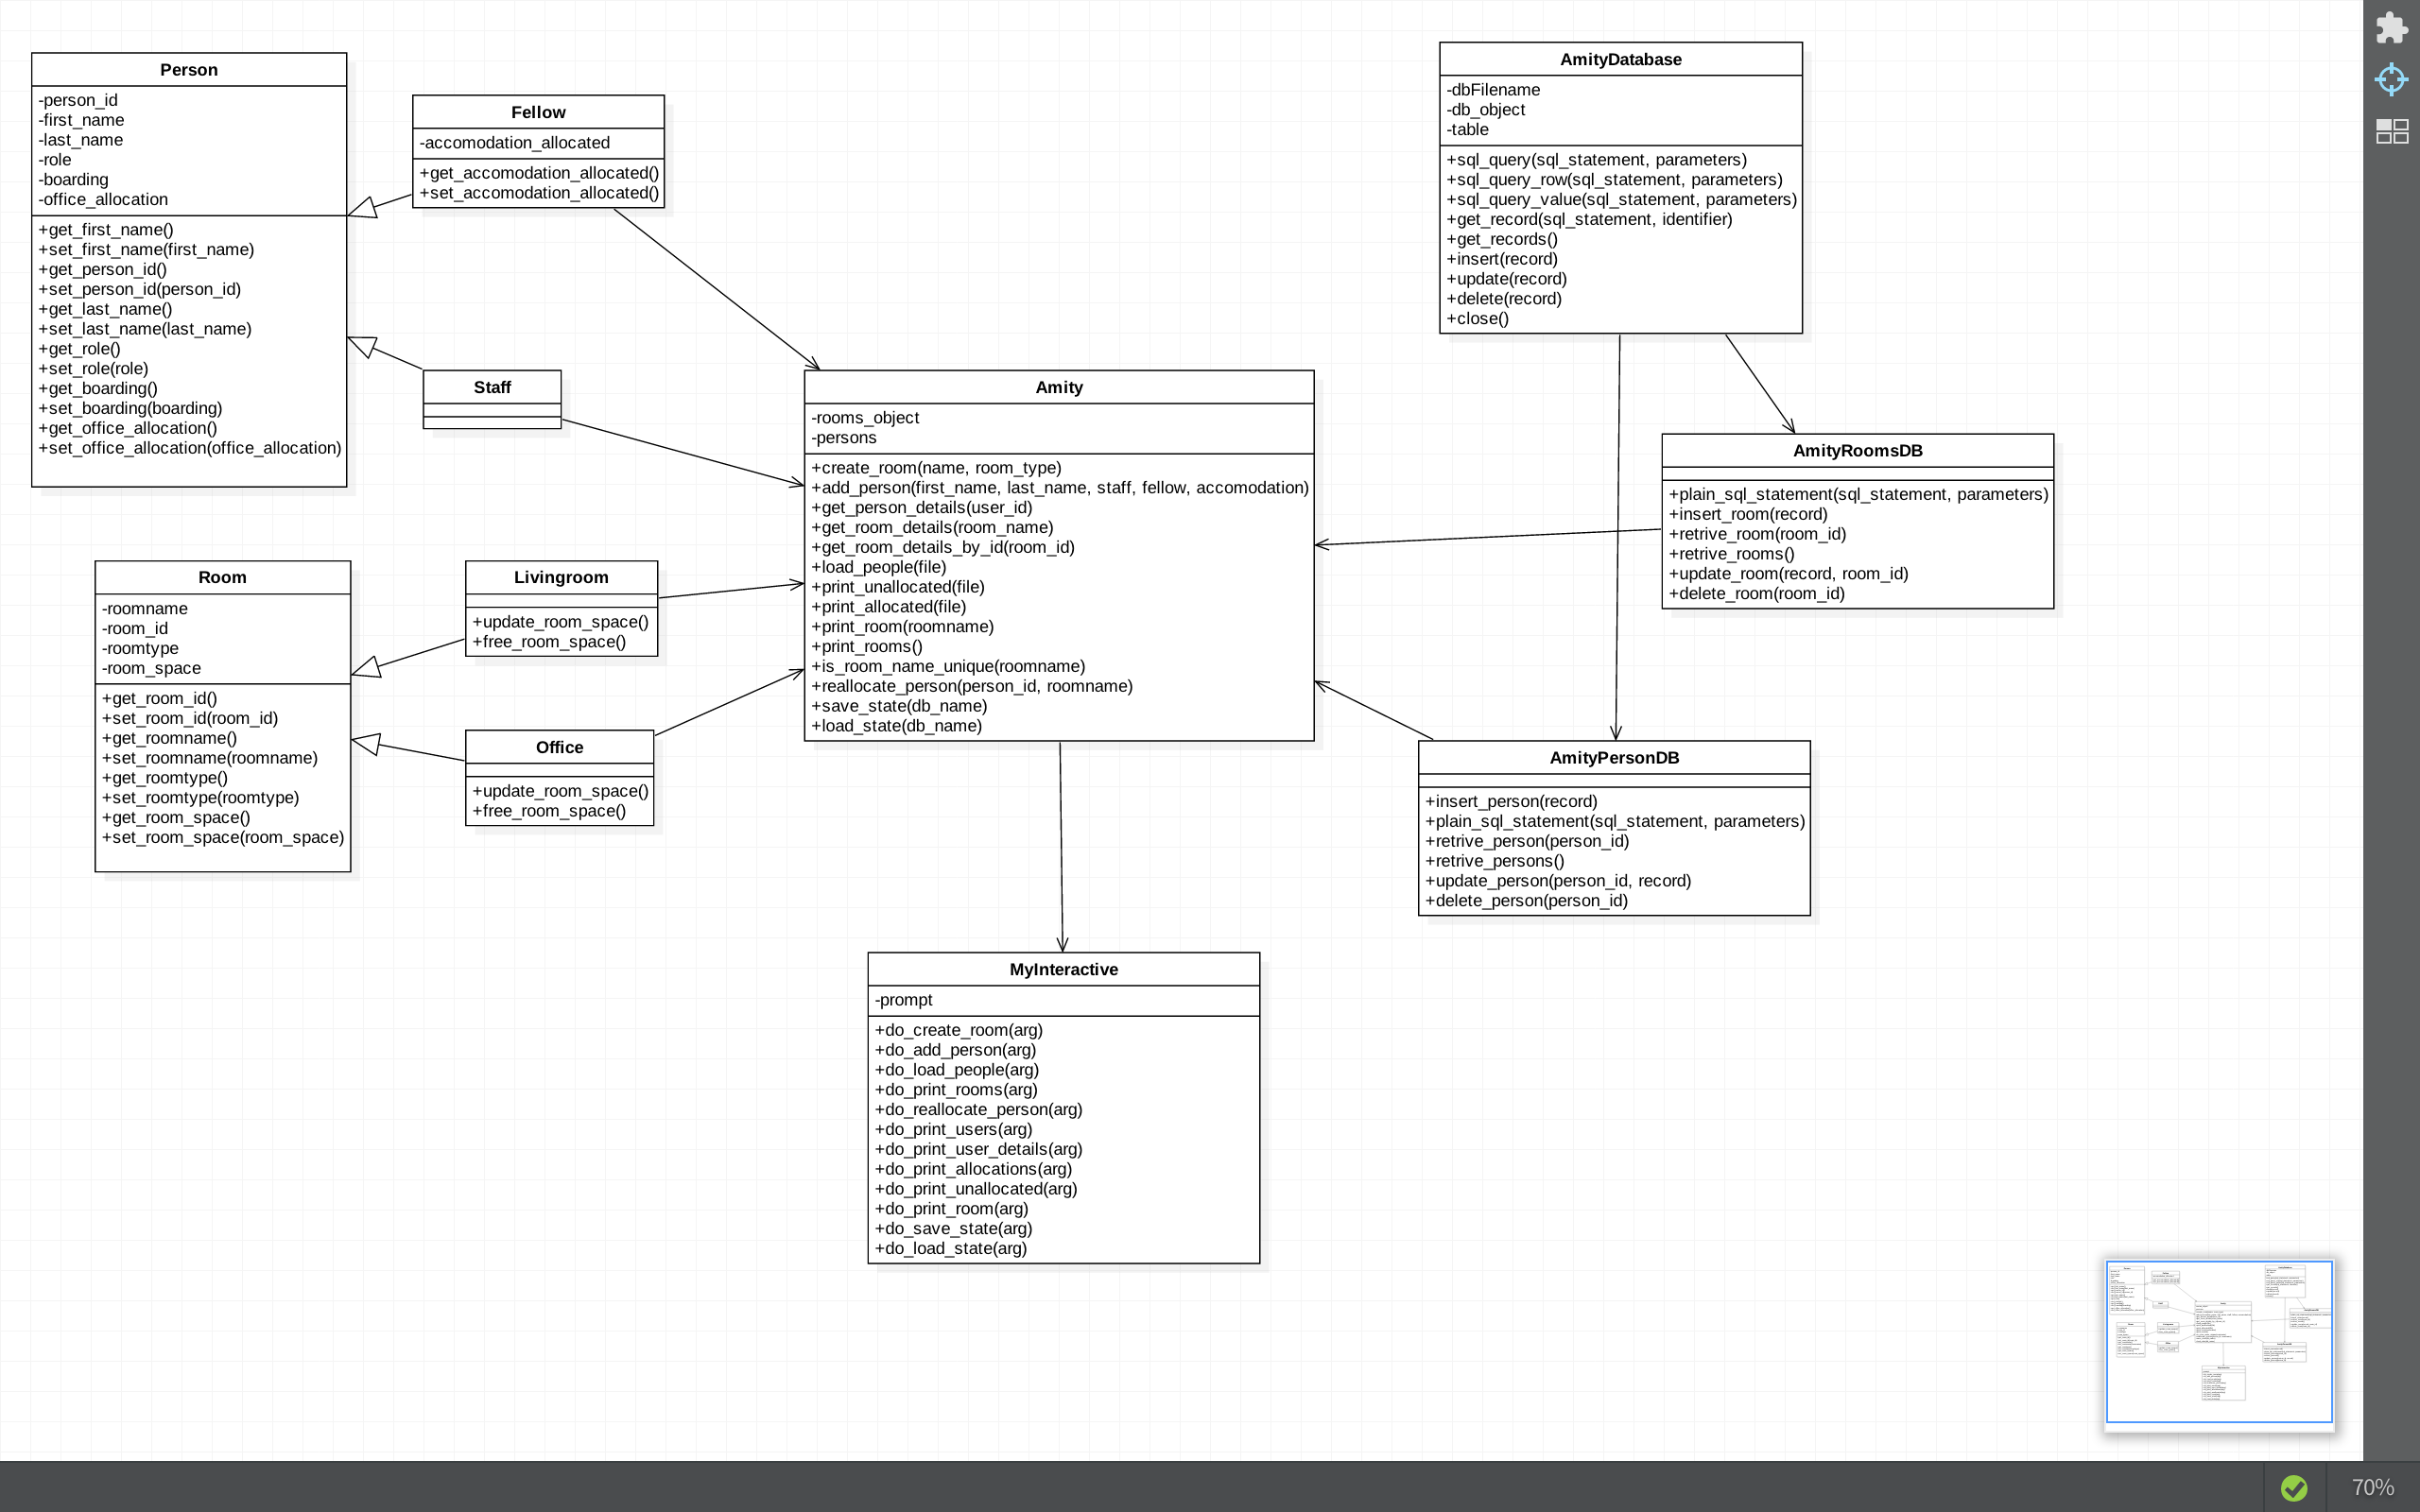 Person
-person_id
-first_name
-last_name
-role
-boarding
-office_allocation
+get_first_name()
+set_first_name(first_name)
+get_person_id()
+set_person_id(person_id)
+get_last_name()
+set_last_name(last_name)
+get_role()
+set_role(role)
+get_boarding()
+set_boarding(boarding)
+get_office_allocation()
+set_office_allocation(office_allocation)
Fellow
-accomodation_allocated
+get_accomodation_allocated()
+set_accomodation_allocated()
Staff
AmityDatabase
-dbFilename
-db_object
-table
+sql_query(sql_statement, parameters)
+sql_query_row(sql_statement, parameters)
+sql_query_value(sql_statement, parameters)
+get_record(sql_statement, identifier)
+get_records()
+insert(record)
+update(record)
+delete(record)
+close()
Amity
-rooms_object
-persons
+create_room(name, room_type)
+add_person(first_name, last_name, staff, fellow, accomodation)
+get_person_details(user_id)
+get_room_details(room_name)
+get_room_details_by_id(room_id)
+load_people(file)
+print_unallocated(file)
+print_allocated(file)
+print_room(roomname)
+print_rooms()
+is_room_name_unique(roomname)
+reallocate_person(person_id, roomname)
+save_state(db_name)
+load_state(db_name)
AmityRoomsDB
+plain_sql_statement(sql_statement, parameters)
+insert_room(record)
+retrive_room(room_id)
+retrive_rooms()
+update_room(record, room_id)
+delete_room(room_id)
Room
-roomname
-room_id
-roomtype
-room_space
+get_room_id()
+set_room_id(room_id)
+get_roomname()
+set_roomname(roomname)
+get_roomtype()
+set_roomtype(roomtype)
+get_room_space()
+set_room_space(room_space)
Livingroom
+update_room_space()
+free_room_space()
Office
+update_room_space()
+free_room_space()
AmityPersonDB
+insert_person(record)
+plain_sql_statement(sql_statement, parameters)
+retrive_person(person_id)
+retrive_persons()
+update_person(person_id, record)
+delete_person(person_id)
MyInteractive
-prompt
+do_create_room(arg)
+do_add_person(arg)
+do_load_people(arg)
+do_print_rooms(arg)
+do_reallocate_person(arg)
+do_print_users(arg)
+do_print_user_details(arg)
+do_print_allocations(arg)
+do_print_unallocated(arg)
+do_print_room(arg)
+do_save_state(arg)
+do_load_state(arg)
70%